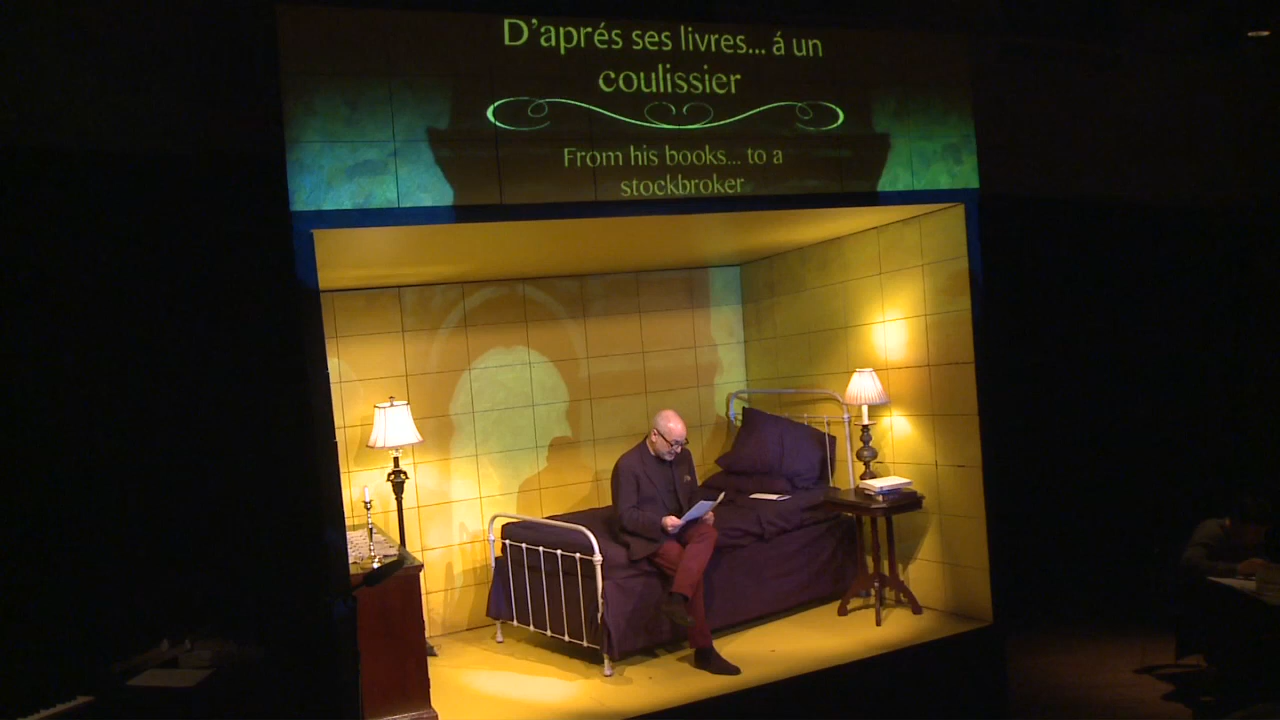 D'aprés ses livres... á un
coulissier
From his books... to a
stockbroker